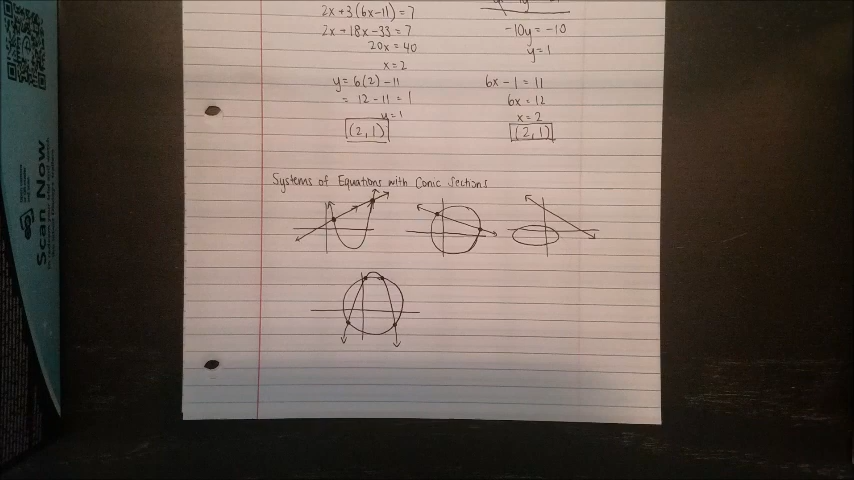 2x+3(6x-11)=7
2x+18x-33=7
20x=40
x=2
y=6(2)-11
=12-11=1
y=1
(2,1)
-10y=-10
y=1
6x-1=11
6x=12
x=2
(2,1)
Systems of Equations with Conic Sections
Scan Now